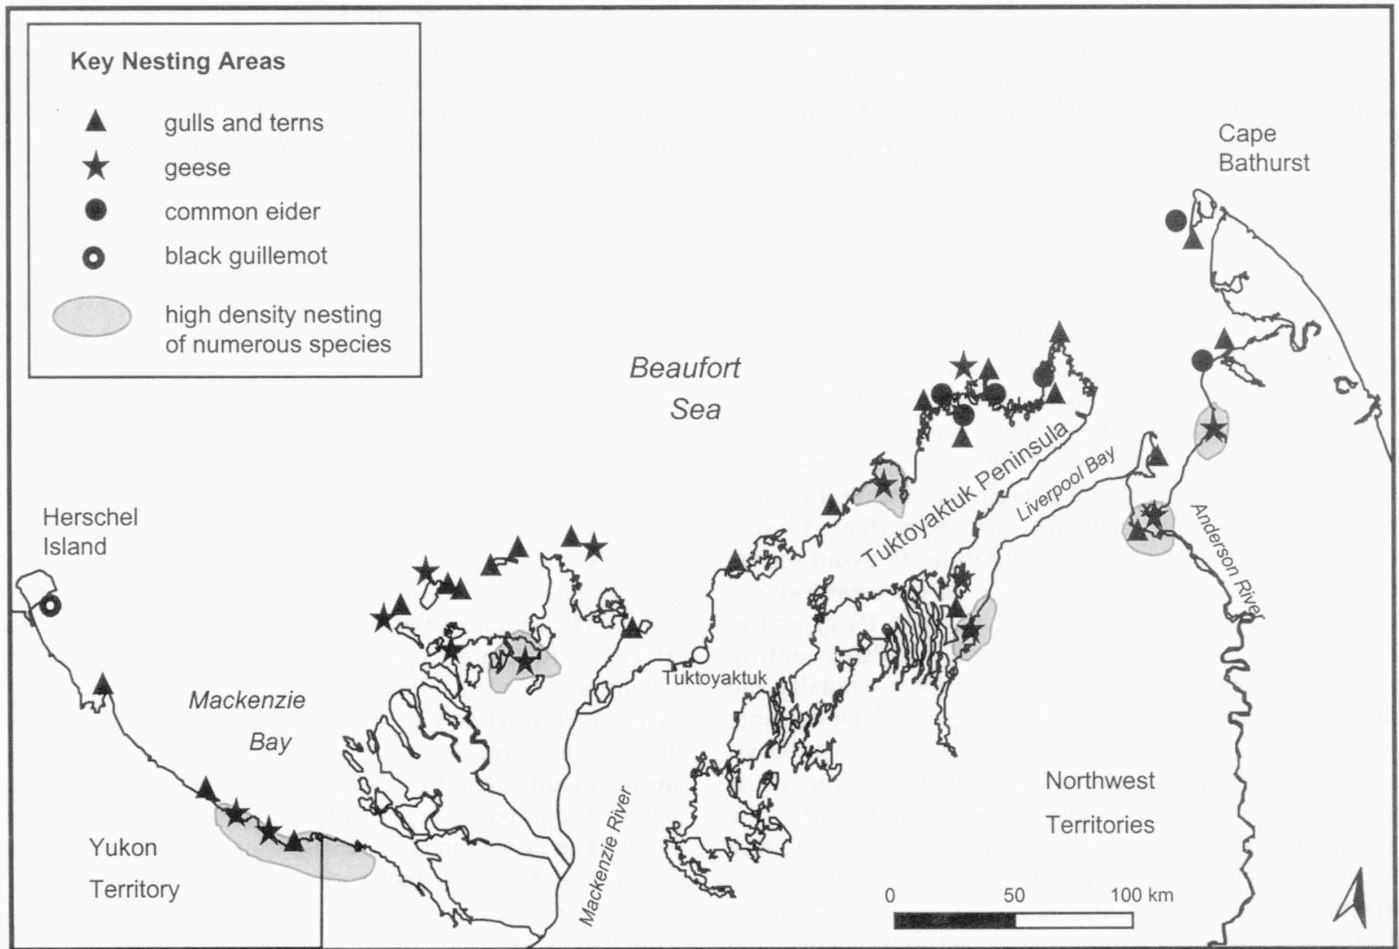 Key Nesting Areas
gulls and terns
geese
common eider
black guillemot
high density nesting
of numerous species
Cape
Bathurst
Beaufort
Sea
Tuktoyaktuk Peninsula
Liverpool Bay
Anderson River
Herschel
Island
Tuktoyaktuk
Mackenzie
Bay
Mackenzie River
Northwest
Territories
Yukon
Territory
0 50 100 km